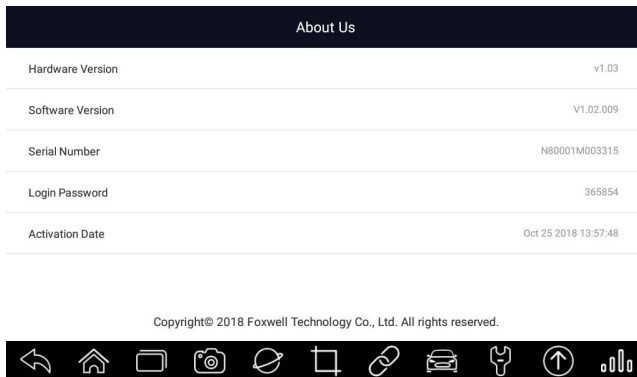 About Us
Hardware Version v1.03
Software Version V1.02.009
Serial Number N80001M003315
Login Password 365854
Activation Date Oct 25 2018 13:57:48
Copyright© 2018 Foxwell Technology Co., Ltd. All rights reserved.